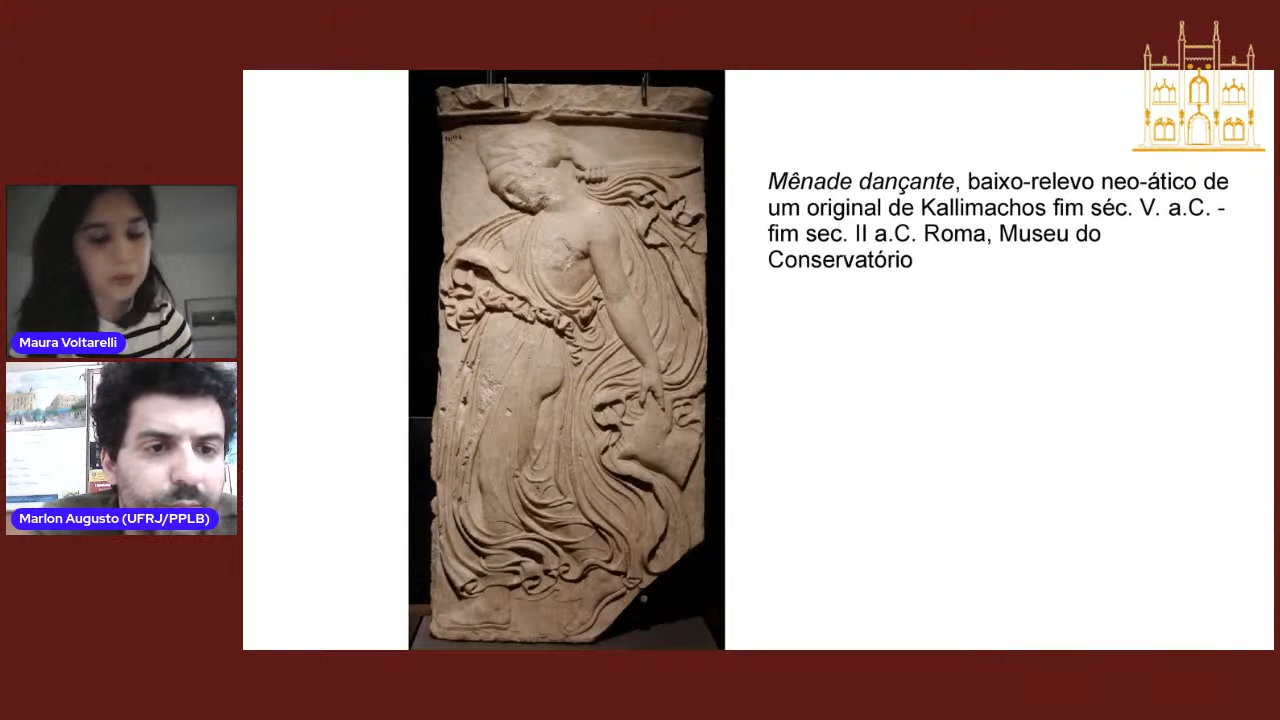 Mênade dançante, baixo-relevo neo-ático de
um original de Kallimachos fim séc. V. a.C. -
fim sec. II a.C. Roma, Museu do
Conservatório
Maura Voltarelli
Marlon Augusto (UFRJ/PPLB)